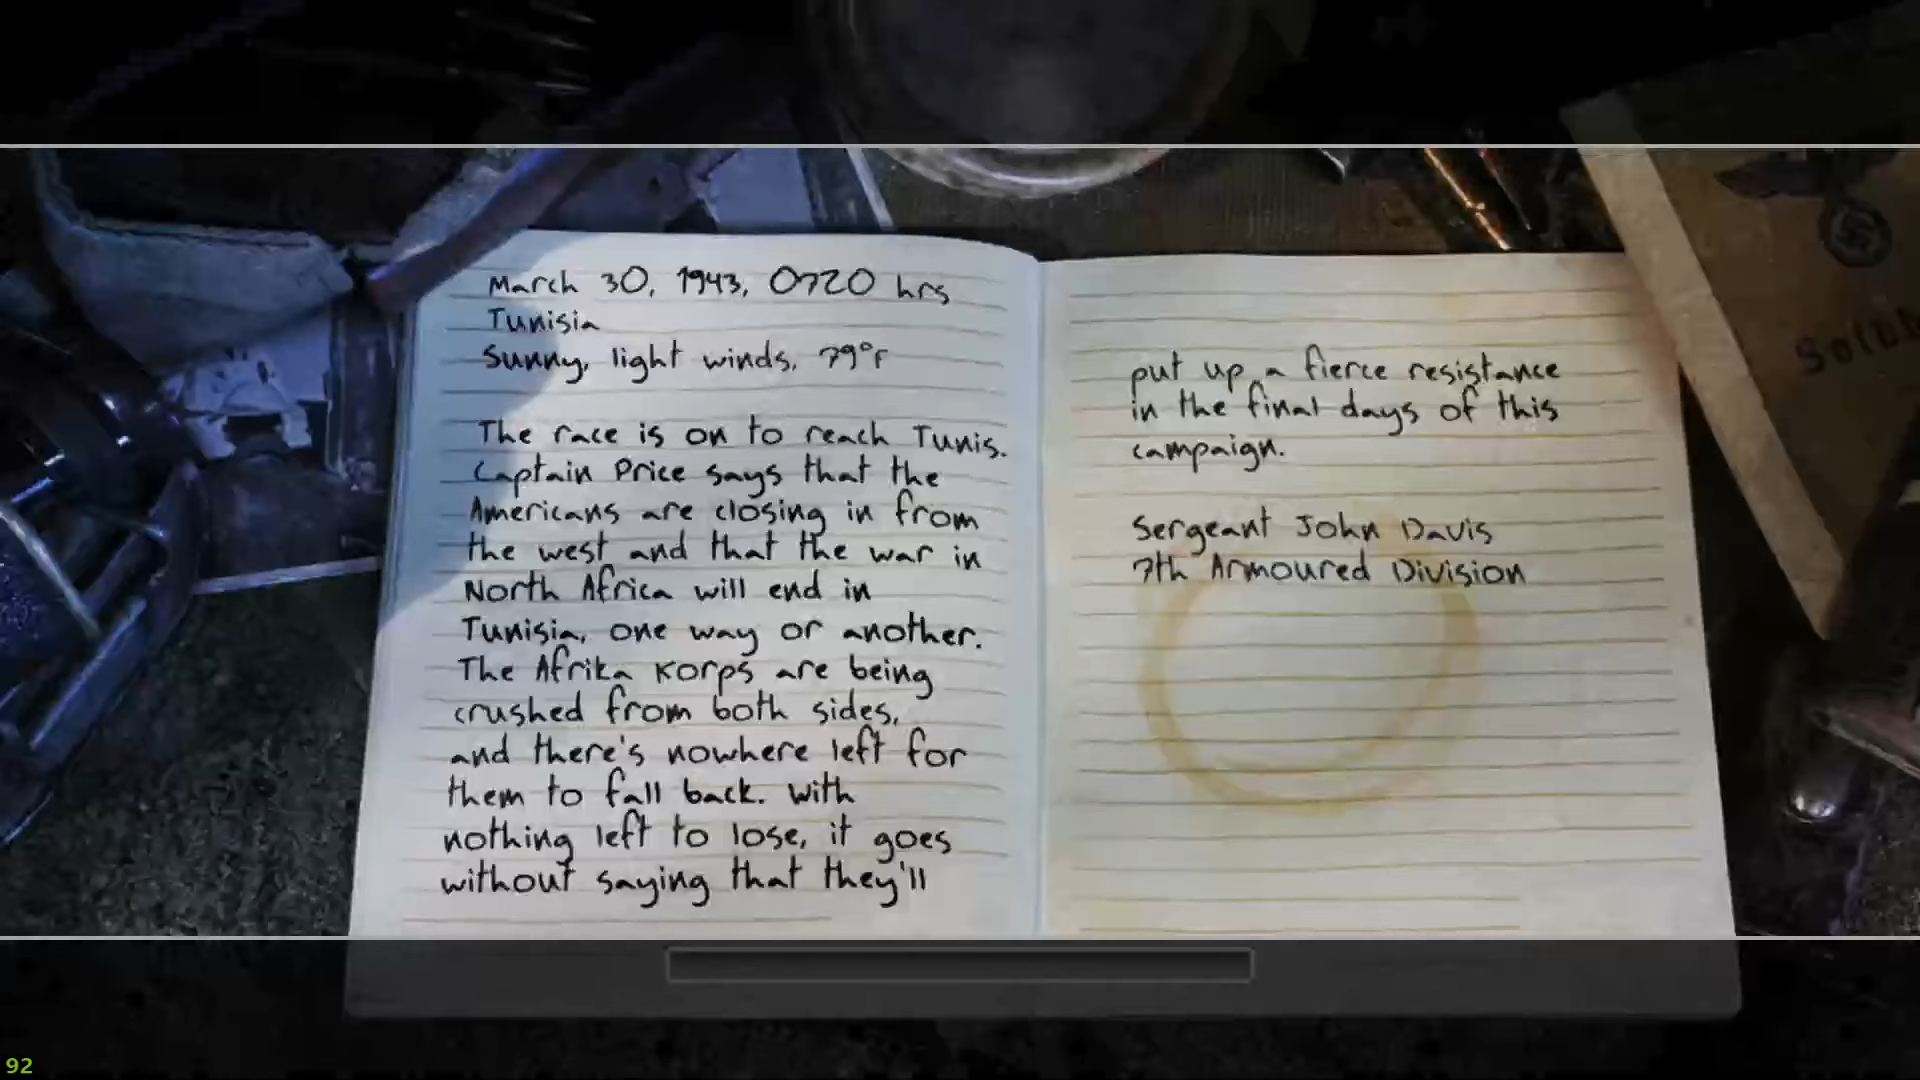 March 30, 1943, 0720 hrs
Tunisia
Sunny, light winds, 79°F
The race is on to reach Tunis.
Captain Price says that the
Americans are closing in from
the west and that the war in
North Africa will end in
Tunisia, one way or another.
The Afrika Korps are being
crushed from both sides,
and there's nowhere left for
them to fall back. With
nothing left to lose, it goes
without saying that they'll
put up a fierce resistance
in the final days of this
campaign.
Sergeant John Davis
7th Armoured Division
92